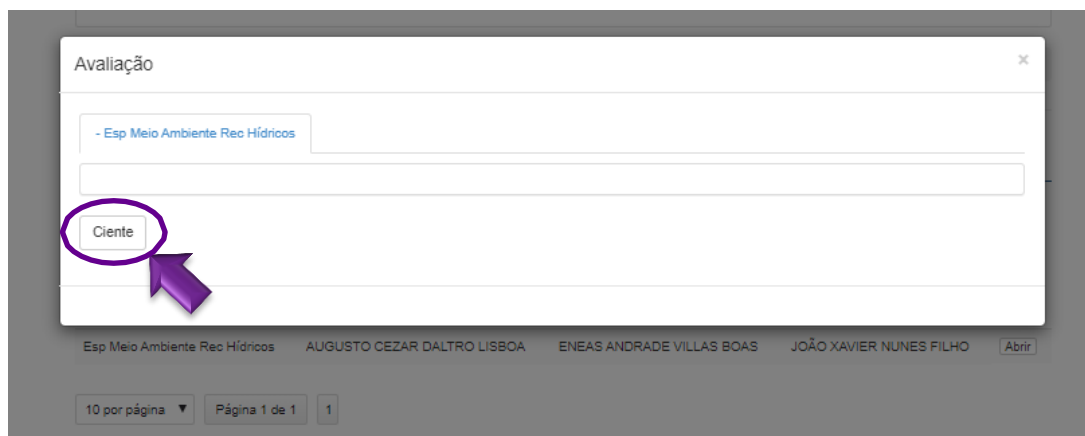 Avaliação ×
- Esp Meio Ambiente Rec Hídricos
Ciente
Esp Meio Ambiente Rec Hídricos AUGUSTO CEZAR DALTRO LISBOA ENEAS ANDRADE VILLAS BOAS JOÃO XAVIER NUNES FILHO Abrir
10 por página ▼ Página 1 de 1 1